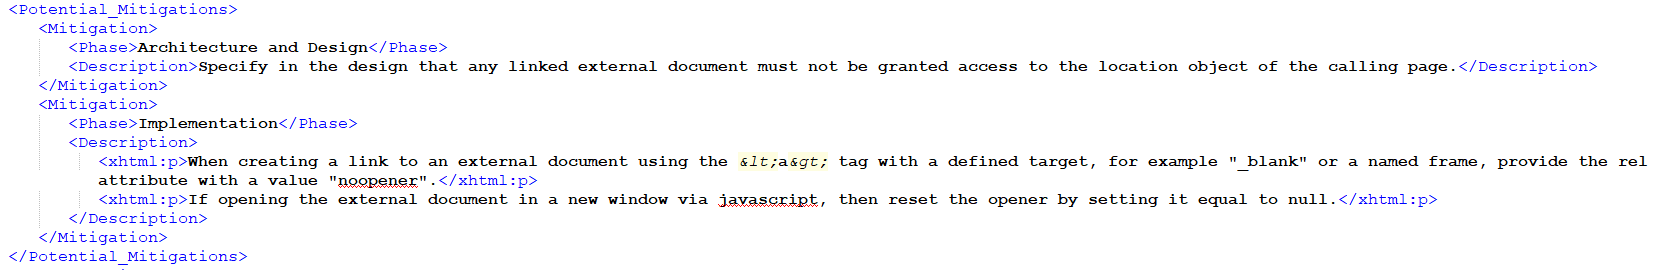 <Potential_Mitigations>
<Mitigation>
<Phase>Architecture and Design</Phase>
<Description>Specify in the design that any linked external document must not be granted access to the location object of the calling page.</Description>
</Mitigation>
<Mitigation>
<Phase>Implementation</Phase>
<Description>
<xhtml:p>When creating a link to an external document using the &lt;a&gt; tag with a defined target, for example "_blank" or a named frame, provide the rel
attribute with a value "noopener".</xhtml:p>
<xhtml:p>If opening the external document in a new window via javascript, then reset the opener by setting it equal to null.</xhtml:p>
</Description>
</Mitigation>
</Potential_Mitigations>